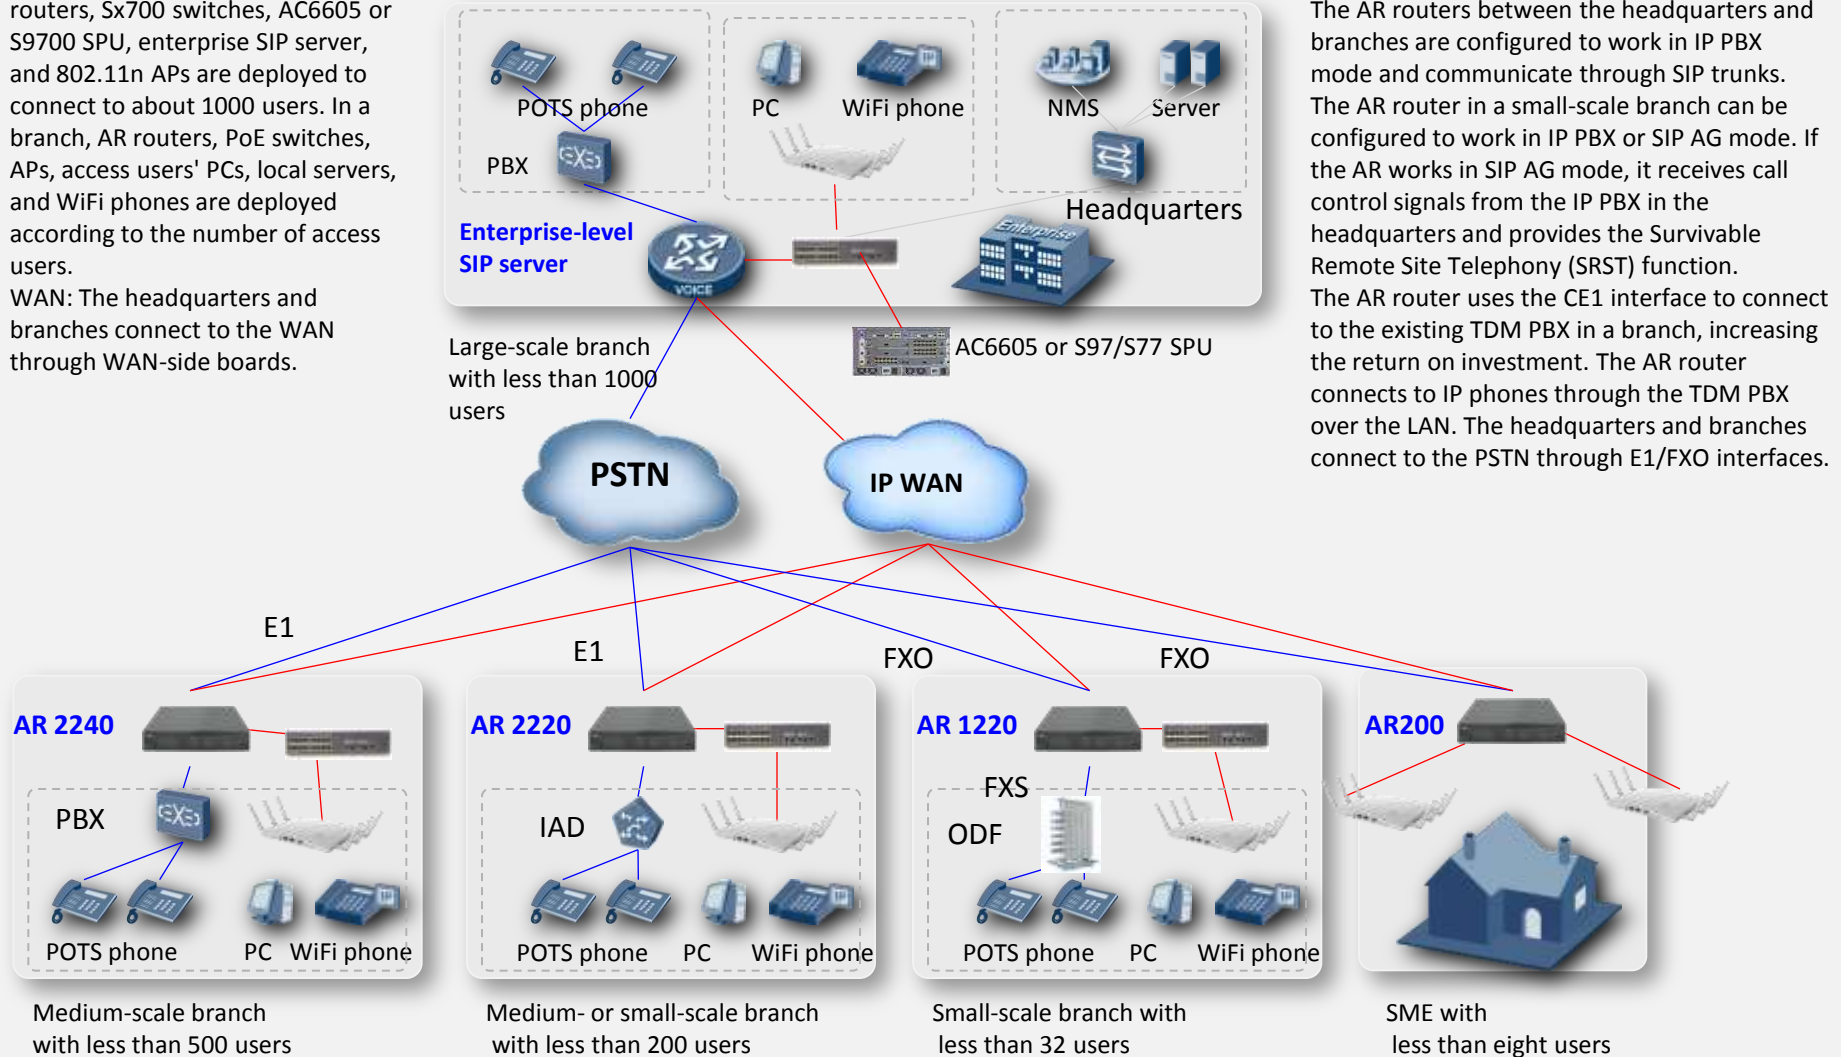 routers, Sx700 switches, AC6605 or
S9700 SPU, enterprise SIP server,
and 802.11n APs are deployed to
connect to about 1000 users. In a
branch, AR routers, PoE switches,
APs, access users' PCs, local servers,
and WiFi phones are deployed
according to the number of access
users.
WAN: The headquarters and
branches connect to the WAN
through WAN-side boards.
POTS phone
PC
WiFi phone
NMS
Server
PBX
Headquarters
Enterprise-level
SIP server
VOICE
Enterprise
Large-scale branch
with less than 1000
users
AC6605 or S97/S77 SPU
The AR routers between the headquarters and
branches are configured to work in IP PBX
mode and communicate through SIP trunks.
The AR router in a small-scale branch can be
configured to work in IP PBX or SIP AG mode. If
the AR works in SIP AG mode, it receives call
control signals from the IP PBX in the
headquarters and provides the Survivable
Remote Site Telephony (SRST) function.
The AR router uses the CE1 interface to connect
to the existing TDM PBX in a branch, increasing
the return on investment. The AR router
connects to IP phones through the TDM PBX
over the LAN. The headquarters and branches
connect to the PSTN through E1/FXO interfaces.
PSTN
IP WAN
E1
E1
FXO
FXO
AR 2240
PBX
POTS phone
PC
WiFi phone
Medium-scale branch
with less than 500 users
AR 2220
IAD
POTS phone
PC
WiFi phone
Medium- or small-scale branch
with less than 200 users
AR 1220
FXS
ODF
POTS phone
PC
WiFi phone
Small-scale branch with
less than 32 users
AR200
SME with
less than eight users